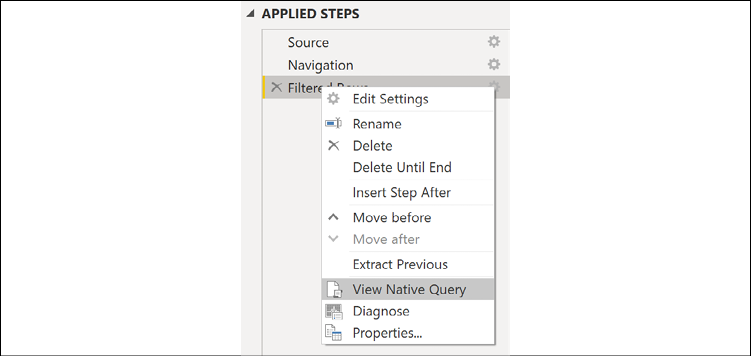 APPLIED STEPS
Source
Navigation
Filtered Rows
Edit Settings
Rename
Delete
Delete Until End
Insert Step After
Move before
Move after
Extract Previous
View Native Query
Diagnose
Properties...